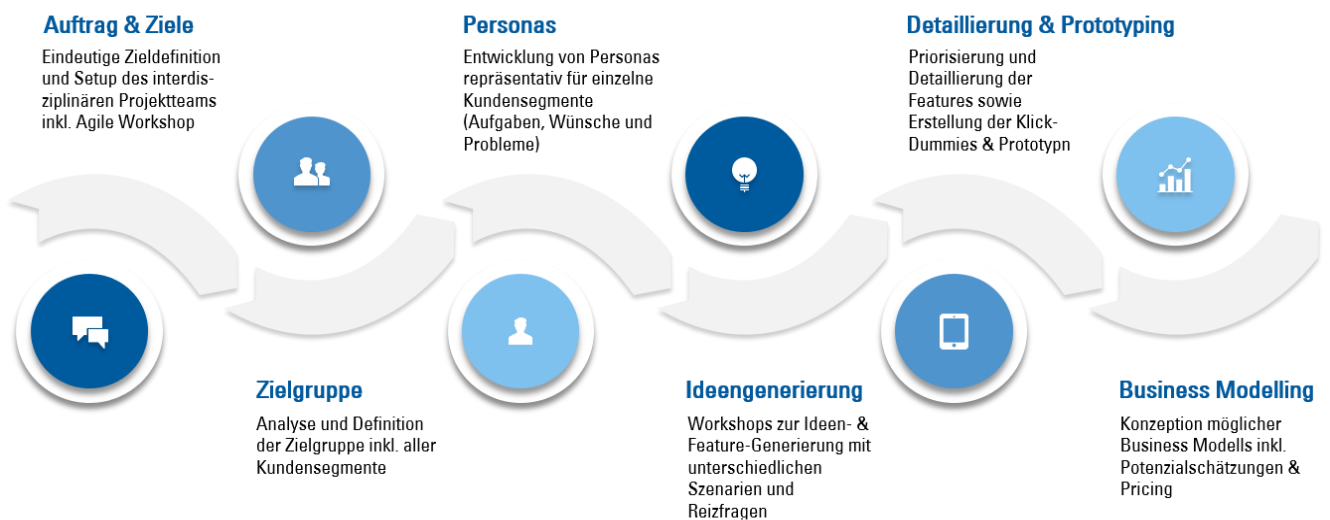 Auftrag & Ziele
Eindeutige Zieldefinition
und Setup des interdis-
ziplinären Projektteams
inkl. Agile Workshop
Zielgruppe
Analyse und Definition
der Zielgruppe inkl. aller
Kundensegmente
Personas
Entwicklung von Personas
repräsentativ für einzelne
Kundensegmente
(Aufgaben, Wünsche und
Probleme)
Ideengenerierung
Workshops zur Ideen- &
Feature-Generierung mit
unterschiedlichen
Szenarien und
Reizfragen
Detaillierung & Prototyping
Priorisierung und
Detaillierung der
Features sowie
Erstellung der Klick-
Dummies & Prototypn
Business Modelling
Konzeption möglicher
Business Modells inkl.
Potenzialschätzungen &
Pricing